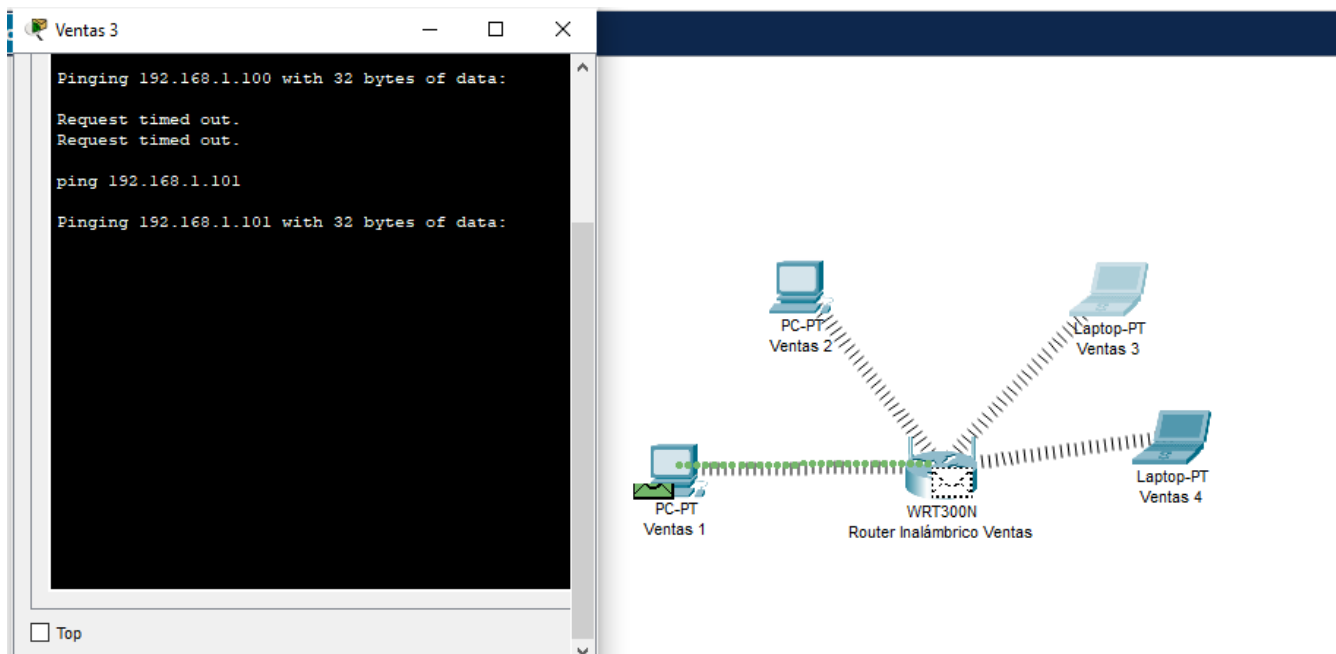 Ventas 3
Pinging 192.168.1.100 with 32 bytes of data:
Request timed out.
Request timed out.
ping 192.168.1.101
Pinging 192.168.1.101 with 32 bytes of data:
Top
PC-PT
Ventas 2
Laptop-PT
Ventas 3
PC-PT
Ventas 1
WRT300N
Router Inalámbrico Ventas
Laptop-PT
Ventas 4